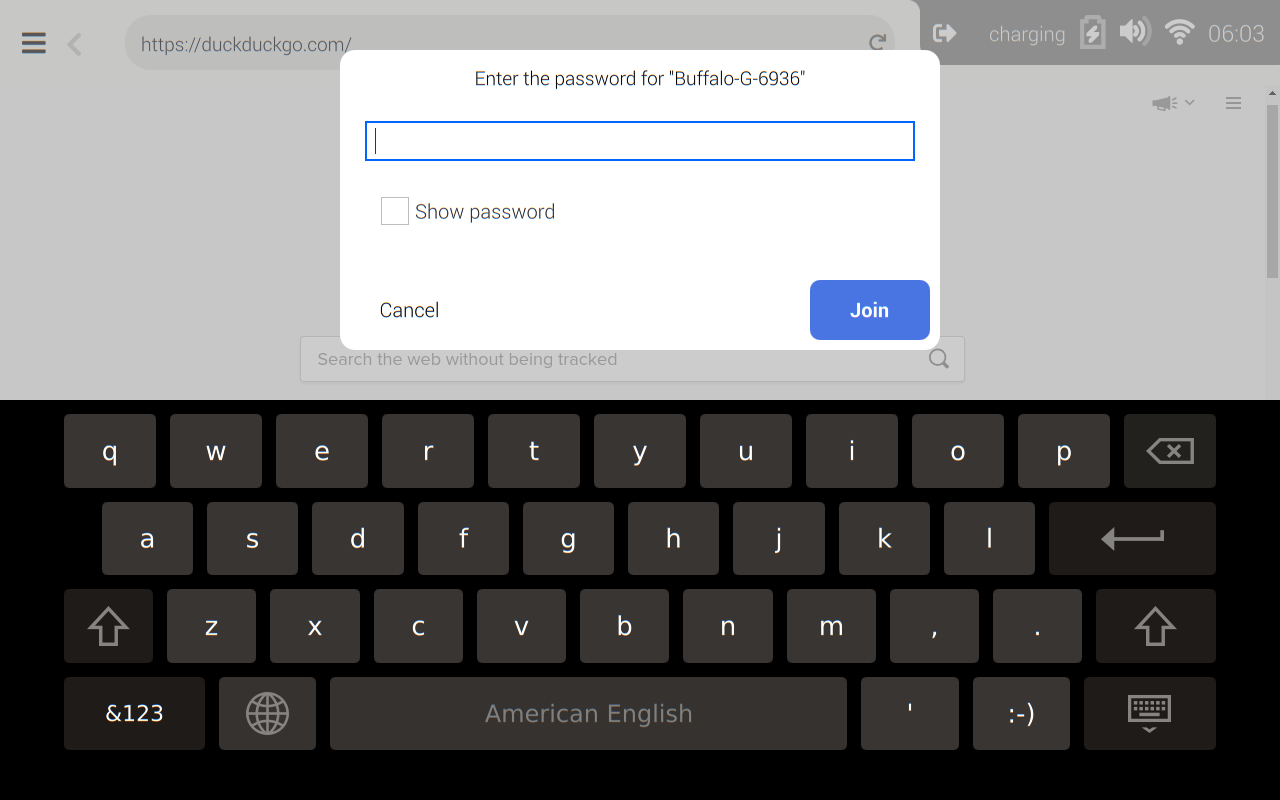 https://duckduckgo.com/
charging
06:03
Enter the password for "Buffalo-G-6936"
Show password
Cancel
Join
Search the web without being tracked
q w e r t y u i o p
a s d f g h j k l
z x c v b n m , .
&123
American English
'
:-)